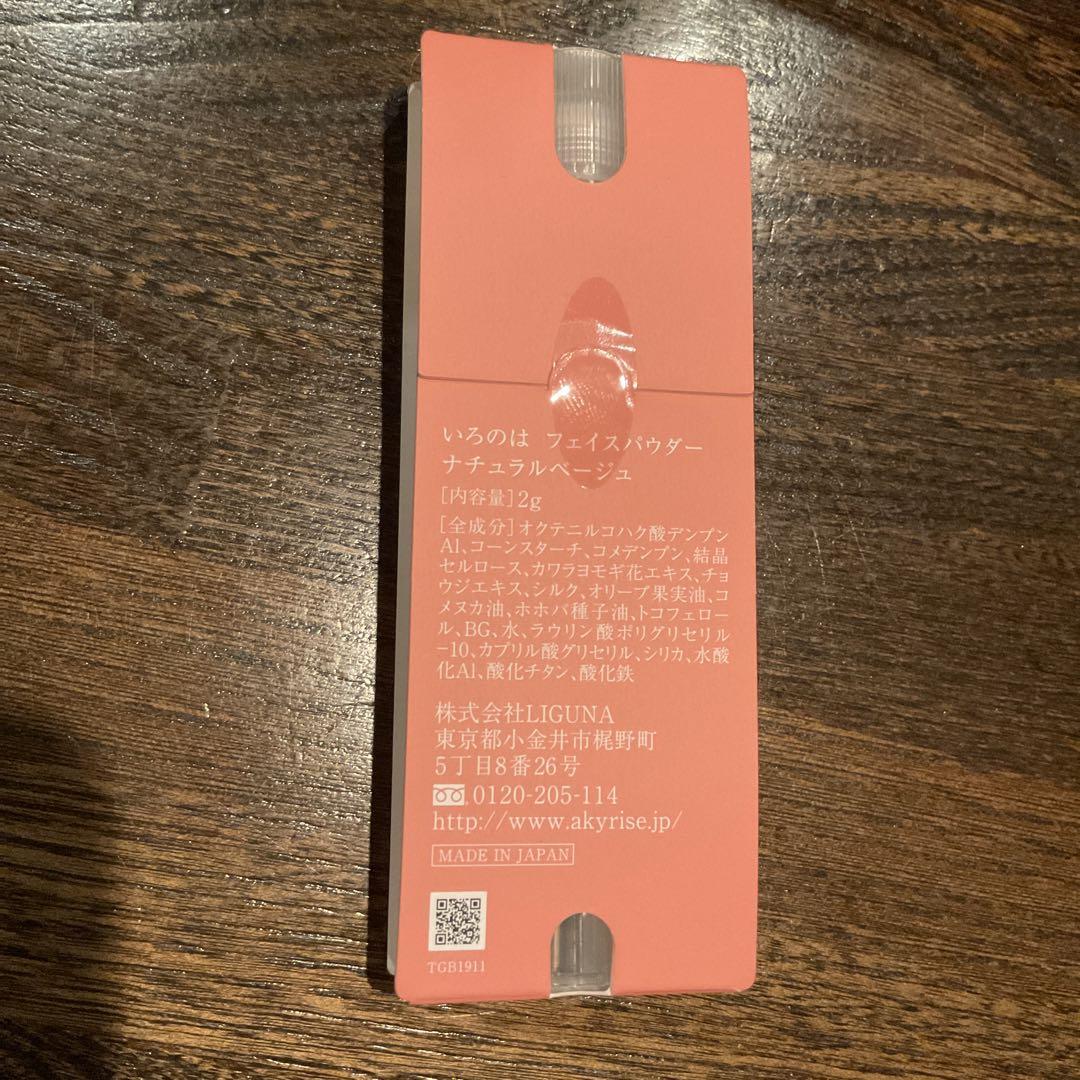 いろのは フェイスパウダー
ナチュラルベージュ
[内容量]2g
[全成分]オクテニルコハク酸デンプン
Al、コーンスターチ、コメデンプン、結晶
セルロース、カワラヨモギ花エキス、チョ
ウジエキス、シルク、オリーブ果実油、コ
メヌカ油、ホホバ種子油、トコフェロー
ル、BG、水、ラウリン酸ポリグリセリル
-10、カプリル酸グリセリル、シリカ、水酸
化Al、酸化チタン、酸化鉄
株式会社LIGUNA
東京都小金井市梶野町
5丁目8番26号
0120-205-114
http://www.akyrise.jp/
MADE IN JAPAN
TGB1911